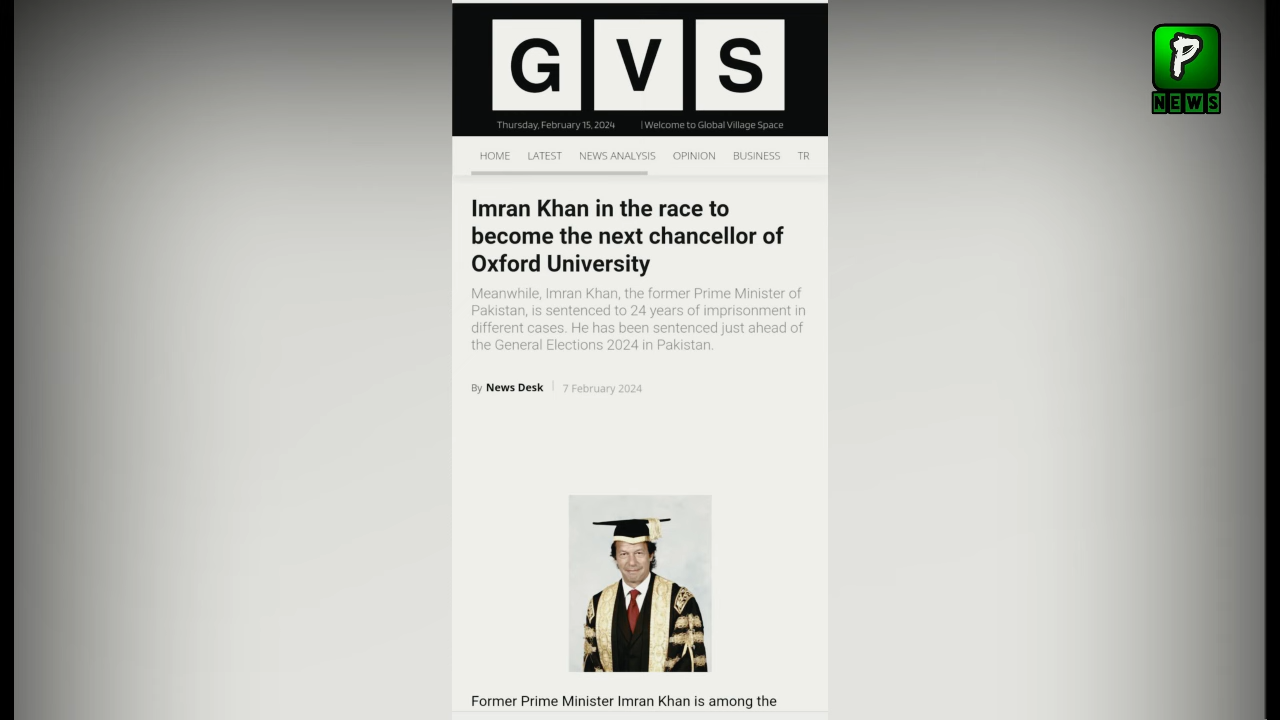 G V S
Thursday, February 15, 2024 | Welcome to Global Village Space
P
NEWS
HOME LATEST NEWS ANALYSIS OPINION BUSINESS TR
Imran Khan in the race to
become the next chancellor of
Oxford University
Meanwhile, Imran Khan, the former Prime Minister of
Pakistan, is sentenced to 24 years of imprisonment in
different cases. He has been sentenced just ahead of
the General Elections 2024 in Pakistan.
By News Desk | 7 February 2024
Former Prime Minister Imran Khan is among the